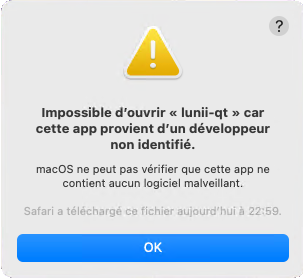 ?
Impossible d’ouvrir « lunii-qt » car
cette app provient d’un développeur
non identifié.
macOS ne peut pas vérifier que cette app ne
contient aucun logiciel malveillant.
Safari a téléchargé ce fichier aujourd’hui à 22:59.
OK